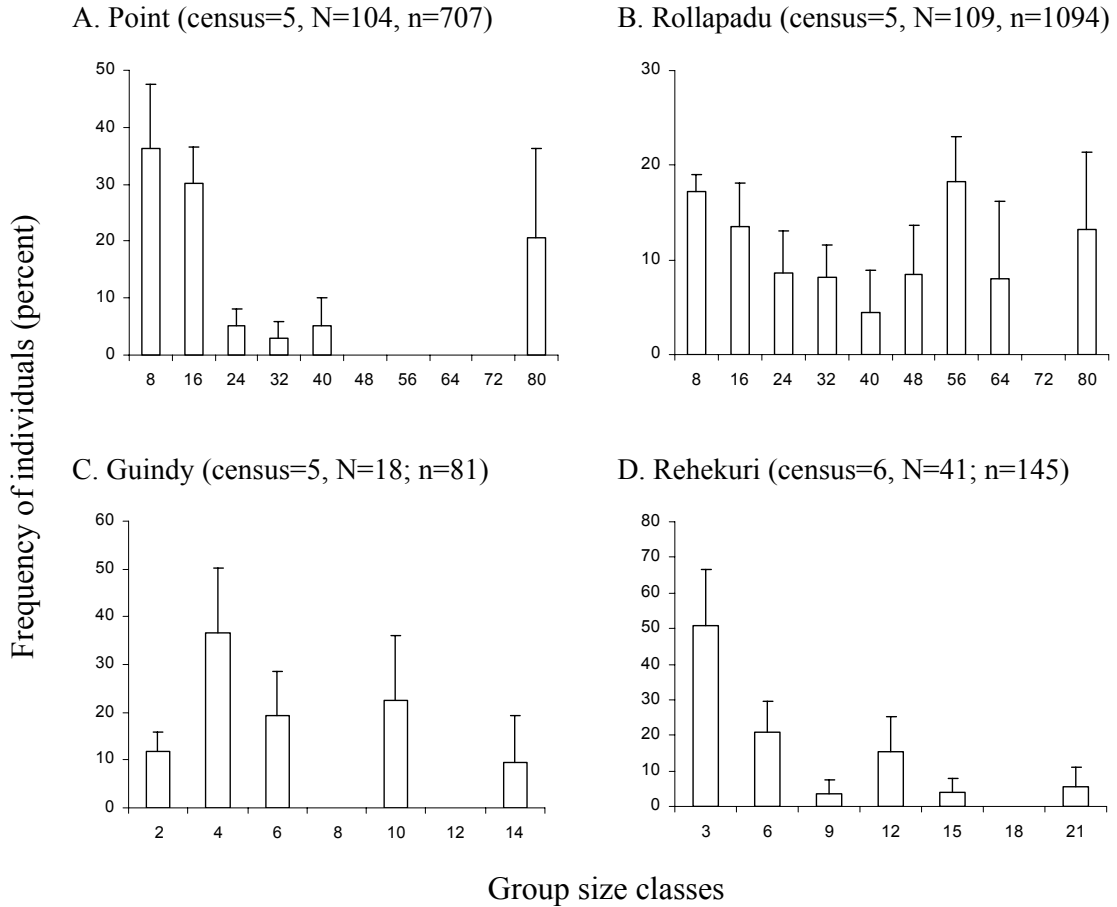 A. Point (census=5, N=104, n=707)
50
40
30
20
10
0
8 16 24 32 40 48 56 64 72 80
B. Rollapadu (census=5, N=109, n=1094)
30
20
10
0
8 16 24 32 40 48 56 64 72 80
Frequency of individuals (percent)
C. Guindy (census=5, N=18; n=81)
60
50
40
30
20
10
0
2 4 6 8 10 12 14
D. Rehekuri (census=6, N=41; n=145)
80
70
60
50
40
30
20
10
0
3 6 9 12 15 18 21
Group size classes